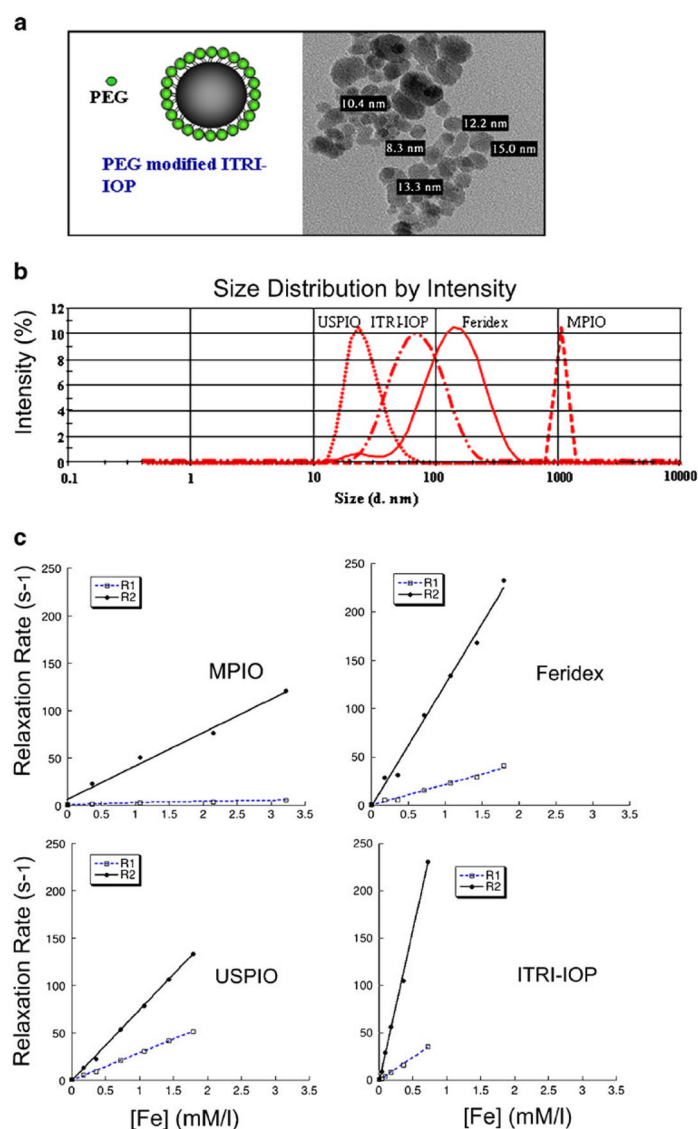 a
PEG
PEG modified ITRI-
IOP
10.4 nm
12.2 nm
8.3 nm
15.0 nm
13.3 nm
b
Size Distribution by Intensity
USPIO ITRI-IOP Feridex MPIO
Intensity (%)
12
10
8
6
4
2
0
0.1 1 10 100 1000 10000
Size (d. nm)
c
Relaxation Rate (s-1)
250
200
150
100
50
0
R1
R2
MPIO
0 0.5 1 1.5 2 2.5 3 3.5
250
200
150
100
50
0
R1
R2
Feridex
0 0.5 1 1.5 2 2.5 3 3.5
Relaxation Rate (s-1)
250
200
150
100
50
0
R1
R2
USPIO
0 0.5 1 1.5 2 2.5 3 3.5
[Fe] (mM/l)
250
200
150
100
50
0
R1
R2
ITRI-IOP
0 0.5 1 1.5 2 2.5 3 3.5
[Fe] (mM/l)